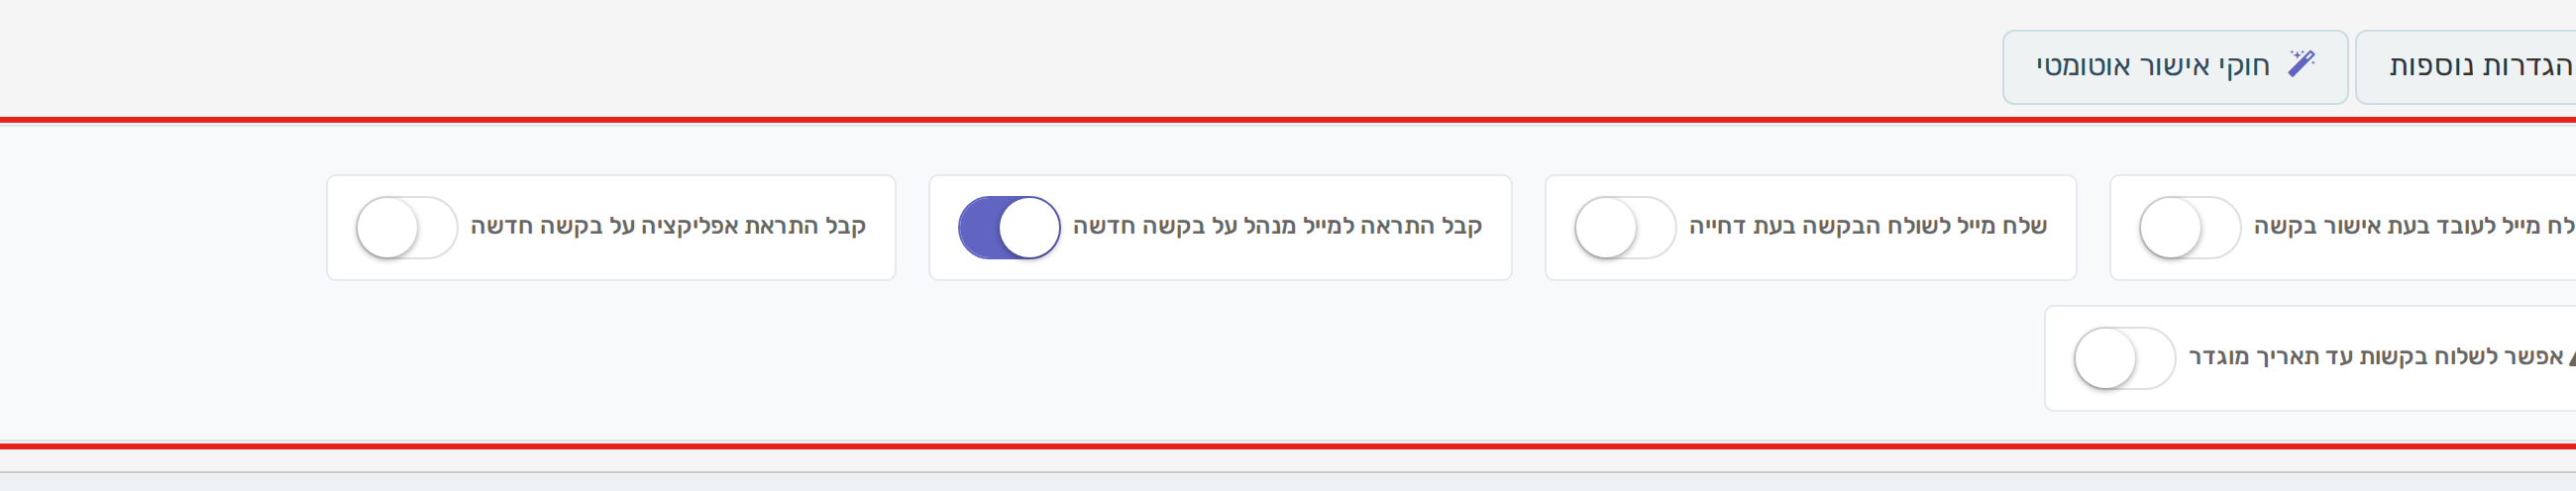 הגדרות נוספות
חוקי אישור אוטומטי
מייל לעובד בעת אישור בקשה
שלח מייל לשולח הבקשה בעת דחייה
קבל התראה למייל מנהל על בקשה חדשה
קבל התראת אפליקציה על בקשה חדשה
אפשר לשלוח בקשות עד תאריך מוגדר